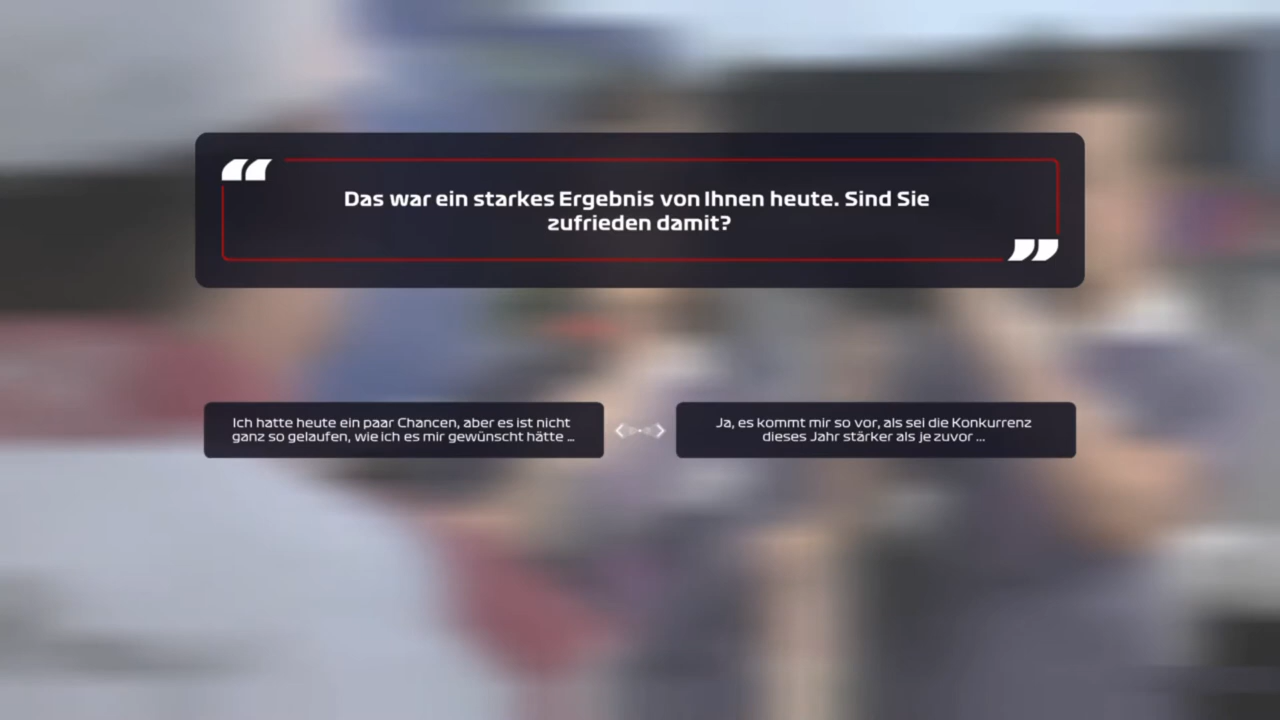 Das war ein starkes Ergebnis von Ihnen heute. Sind Sie
zufrieden damit?
Ich hatte heute ein paar Chancen, aber es ist nicht
ganz so gelaufen, wie ich es mir gewünscht hätte ...
Ja, es kommt mir so vor, als sei die Konkurrenz
dieses Jahr stärker als je zuvor ...